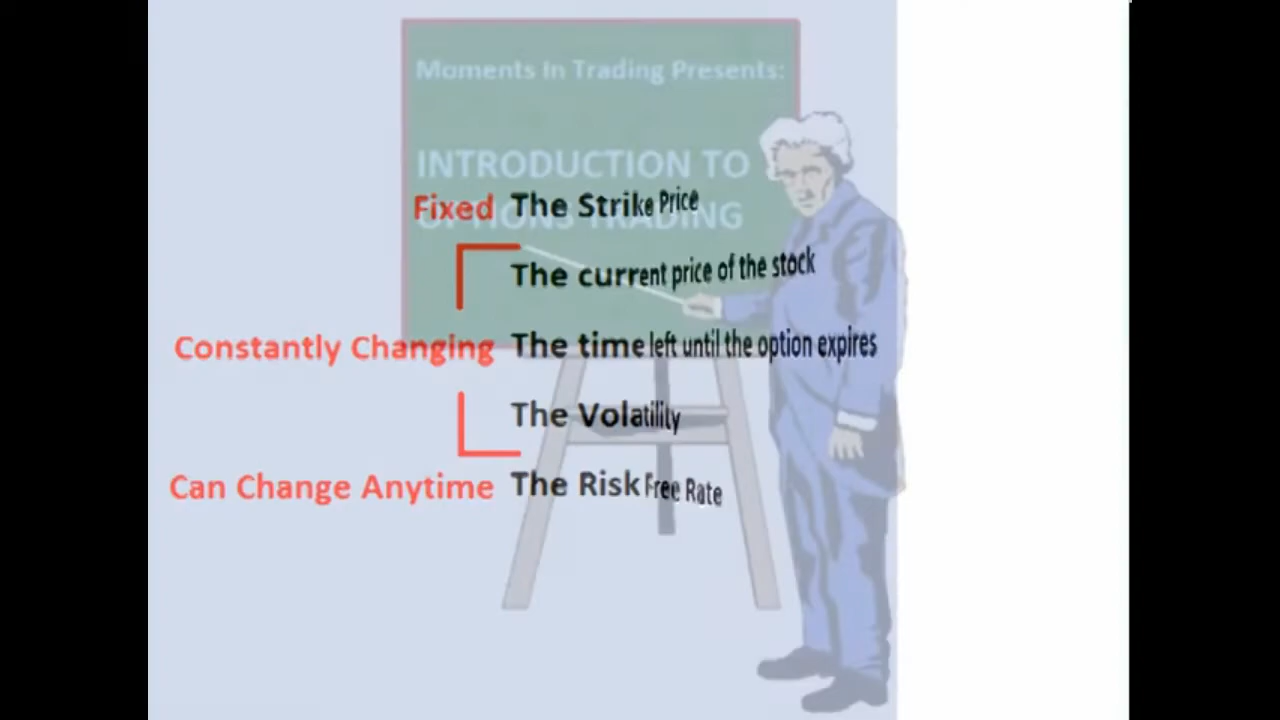 Moments In Trading Presents:
INTRODUCTION TO
OPTIONS TRADING
Fixed The Strike Price
The current price of the stock
Constantly Changing The time left until the option expires
The Volatility
Can Change Anytime The Risk Free Rate